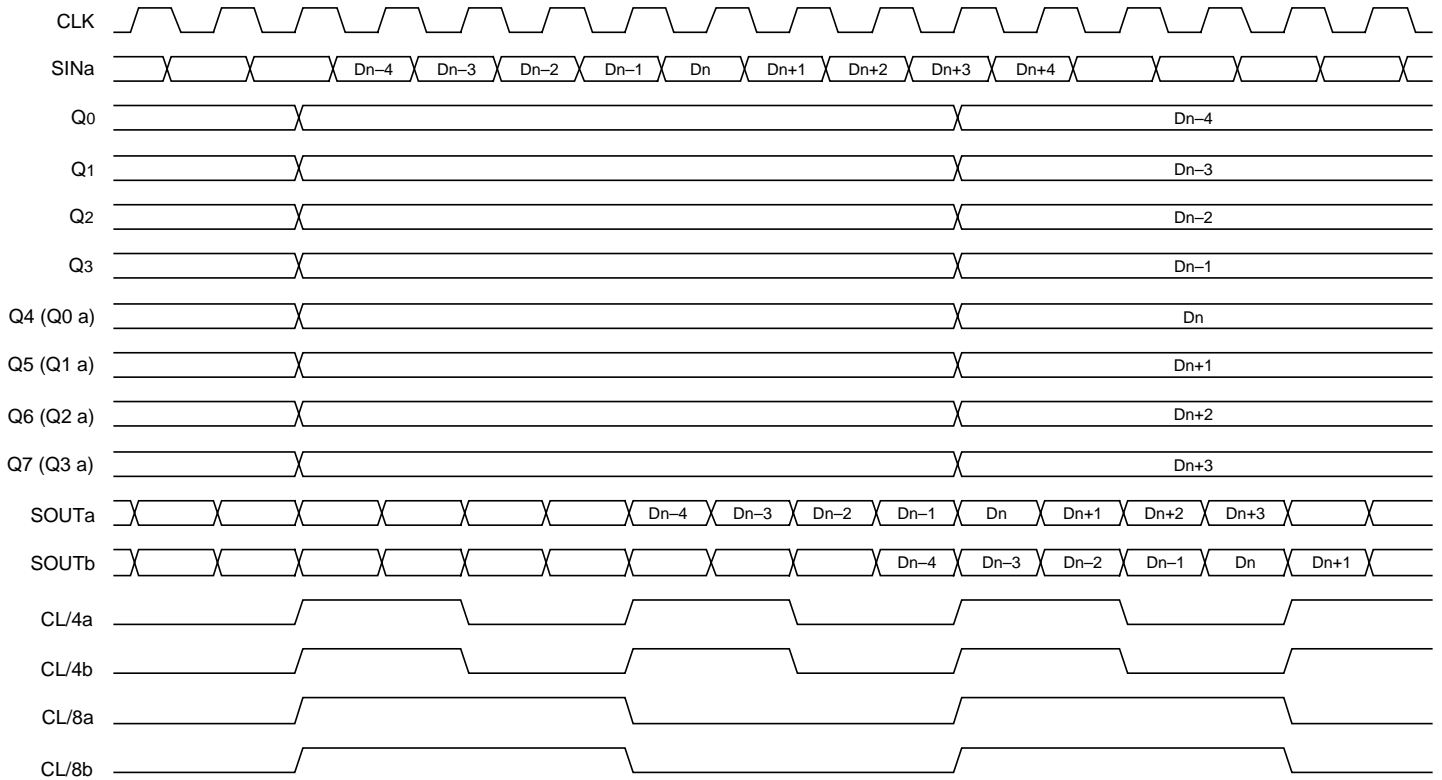 CLK
SINa Dn–4 Dn–3 Dn–2 Dn–1 Dn Dn+1 Dn+2 Dn+3 Dn+4
Q0 Dn–4
Q1 Dn–3
Q2 Dn–2
Q3 Dn–1
Q4 (Q0 a) Dn
Q5 (Q1 a) Dn+1
Q6 (Q2 a) Dn+2
Q7 (Q3 a) Dn+3
SOUTa Dn–4 Dn–3 Dn–2 Dn–1 Dn Dn+1 Dn+2 Dn+3
SOUTb Dn–4 Dn–3 Dn–2 Dn–1 Dn Dn+1
CL/4a
CL/4b
CL/8a
CL/8b